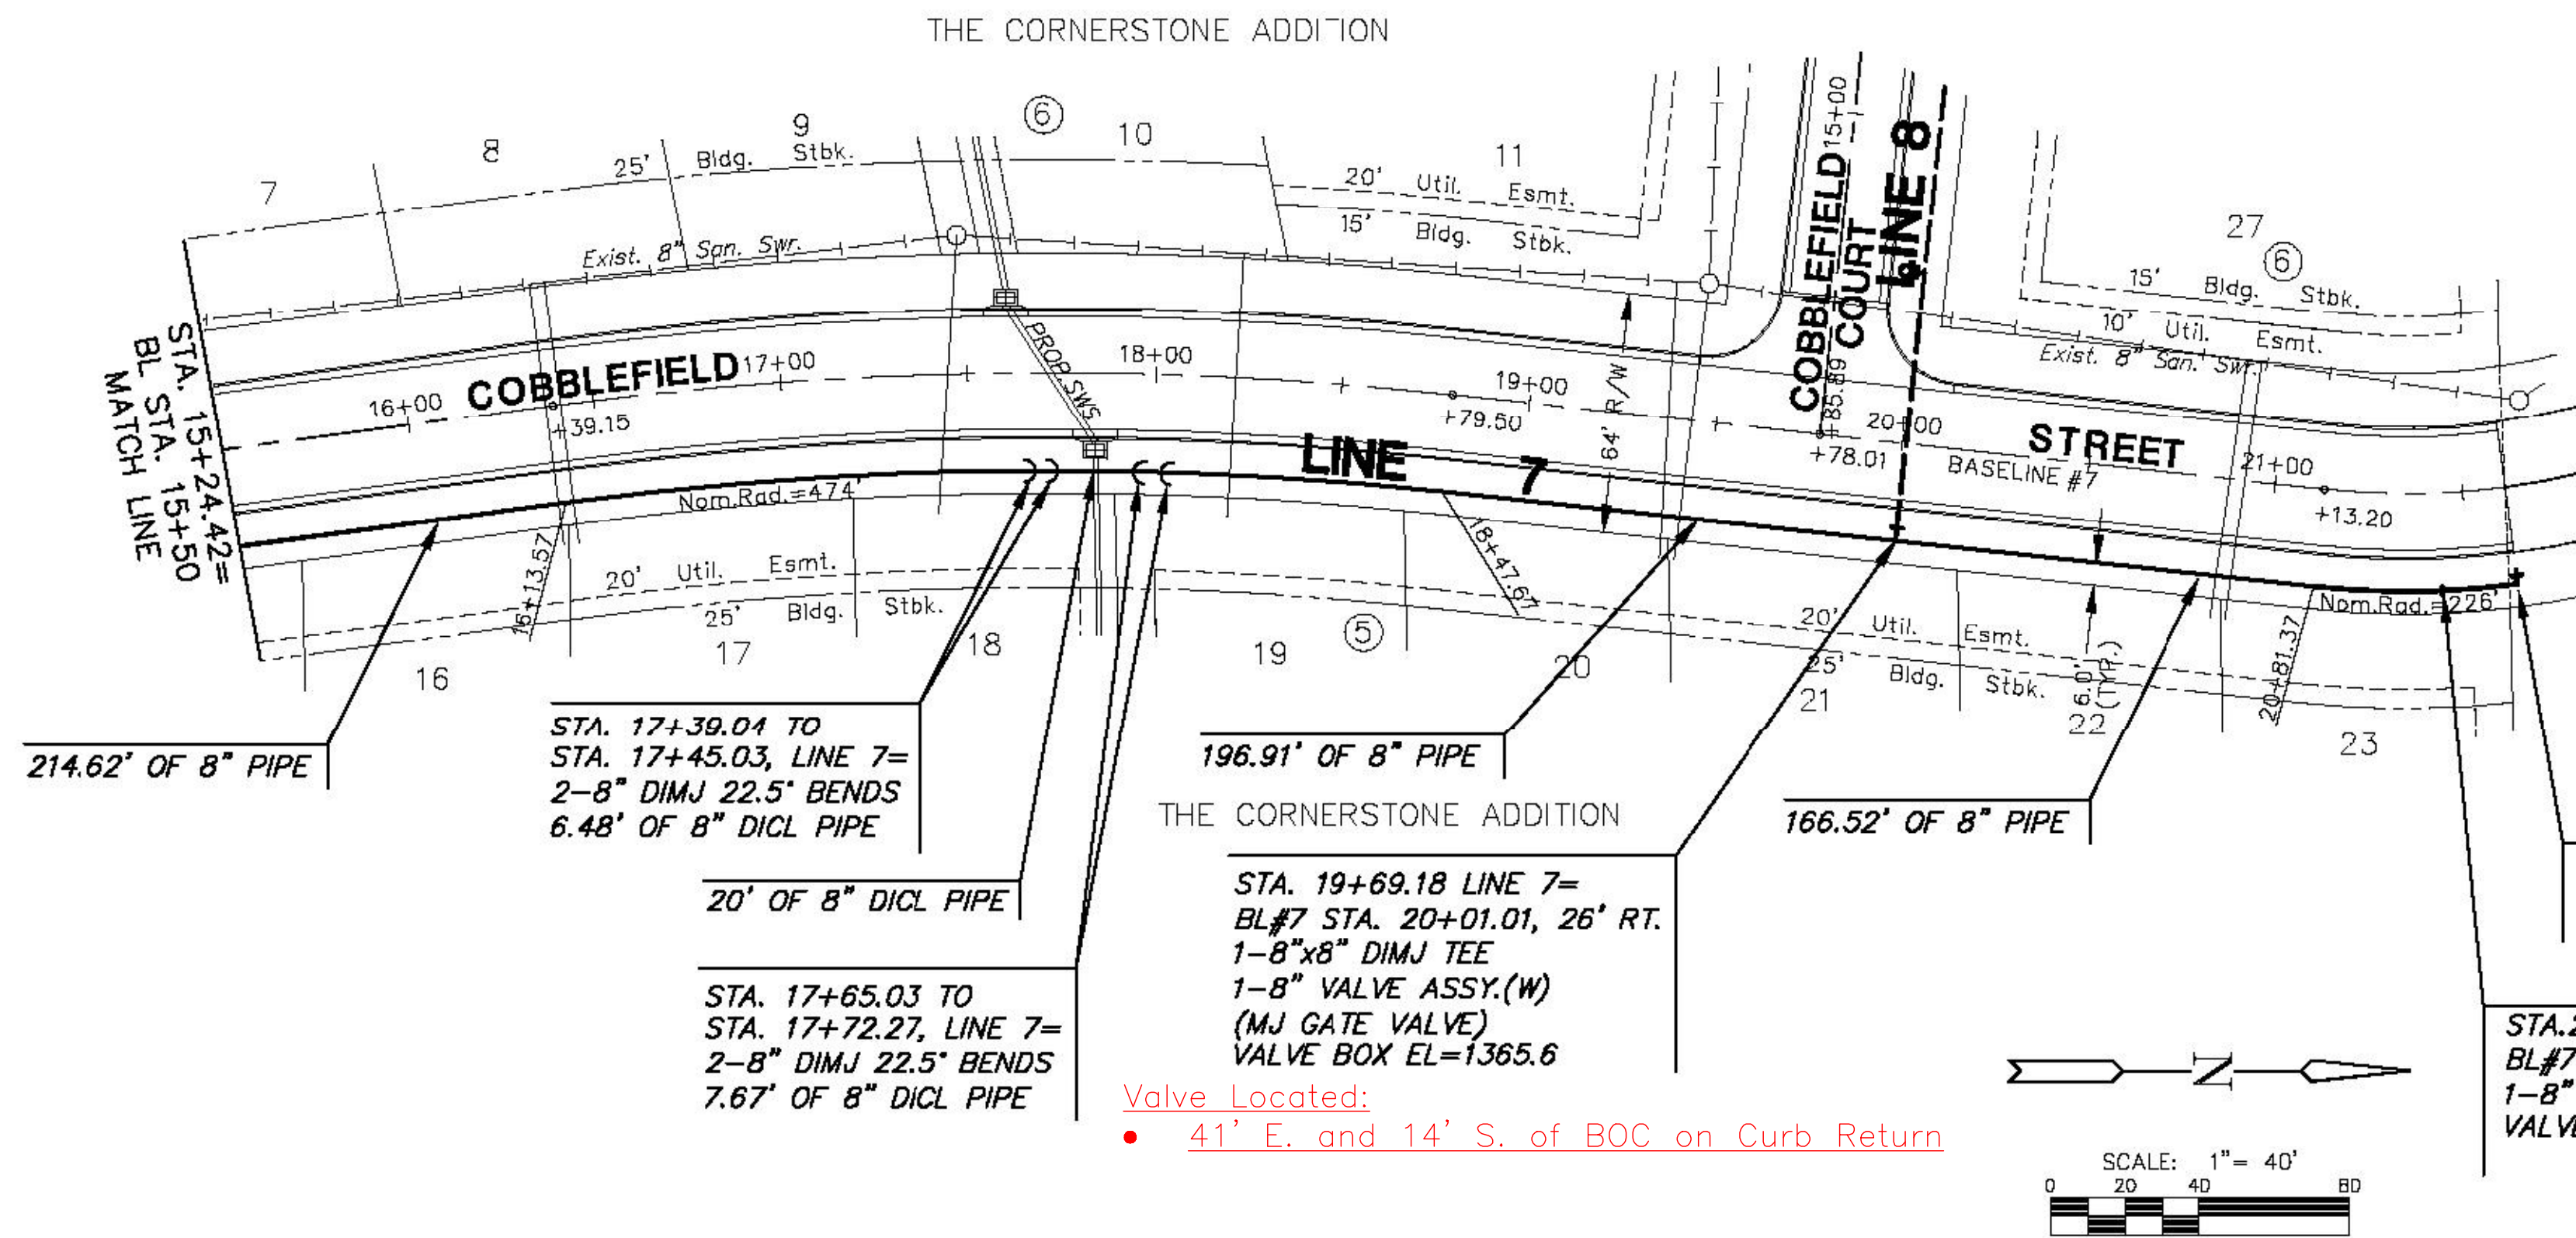 THE CORNERSTONE ADDITION
7
8
9
6
10
11
27
6
25' Bldg. Stbk.
20' Util. Esmt.
15' Bldg. Stbk.
15' Bldg. Stbk.
10' Util. Esmt.
Exist. 8" San. Swr.
Exist. 8" San. Swr.
COBBLEFIELD COURT
15+00
LINE 8
+85.89
STA. 15+24.42=
BL STA. 15+50
MATCH LINE
16+00
COBBLEFIELD
17+00
+39.15
PROP. SWS
18+00
19+00
+79.50
64' R/W
+78.01
20+00
BASELINE #7
STREET
21+00
+13.20
LINE 7
Nom.Rad.=474'
Nom.Rad.=226'
18+47.67
20+81.37
20' Util. Esmt.
25' Bldg. Stbk.
20' Util. Esmt.
25' Bldg. Stbk.
6.0'
(TYP.)
16
17
18
19
5
20
21
22
23
214.62' OF 8" PIPE
STA. 17+39.04 TO
STA. 17+45.03, LINE 7=
2-8" DIMJ 22.5° BENDS
6.48' OF 8" DICL PIPE
20' OF 8" DICL PIPE
STA. 17+65.03 TO
STA. 17+72.27, LINE 7=
2-8" DIMJ 22.5° BENDS
7.67' OF 8" DICL PIPE
196.91' OF 8" PIPE
THE CORNERSTONE ADDITION
STA. 19+69.18 LINE 7=
BL#7 STA. 20+01.01, 26' RT.
1-8"x8" DIMJ TEE
1-8" VALVE ASSY.(W)
(MJ GATE VALVE)
VALVE BOX EL=1365.6
166.52' OF 8" PIPE
Valve Located:
• 41' E. and 14' S. of BOC on Curb Return
STA.
BL#7
1-8"
N
SCALE: 1"= 40'
0 20 40 80